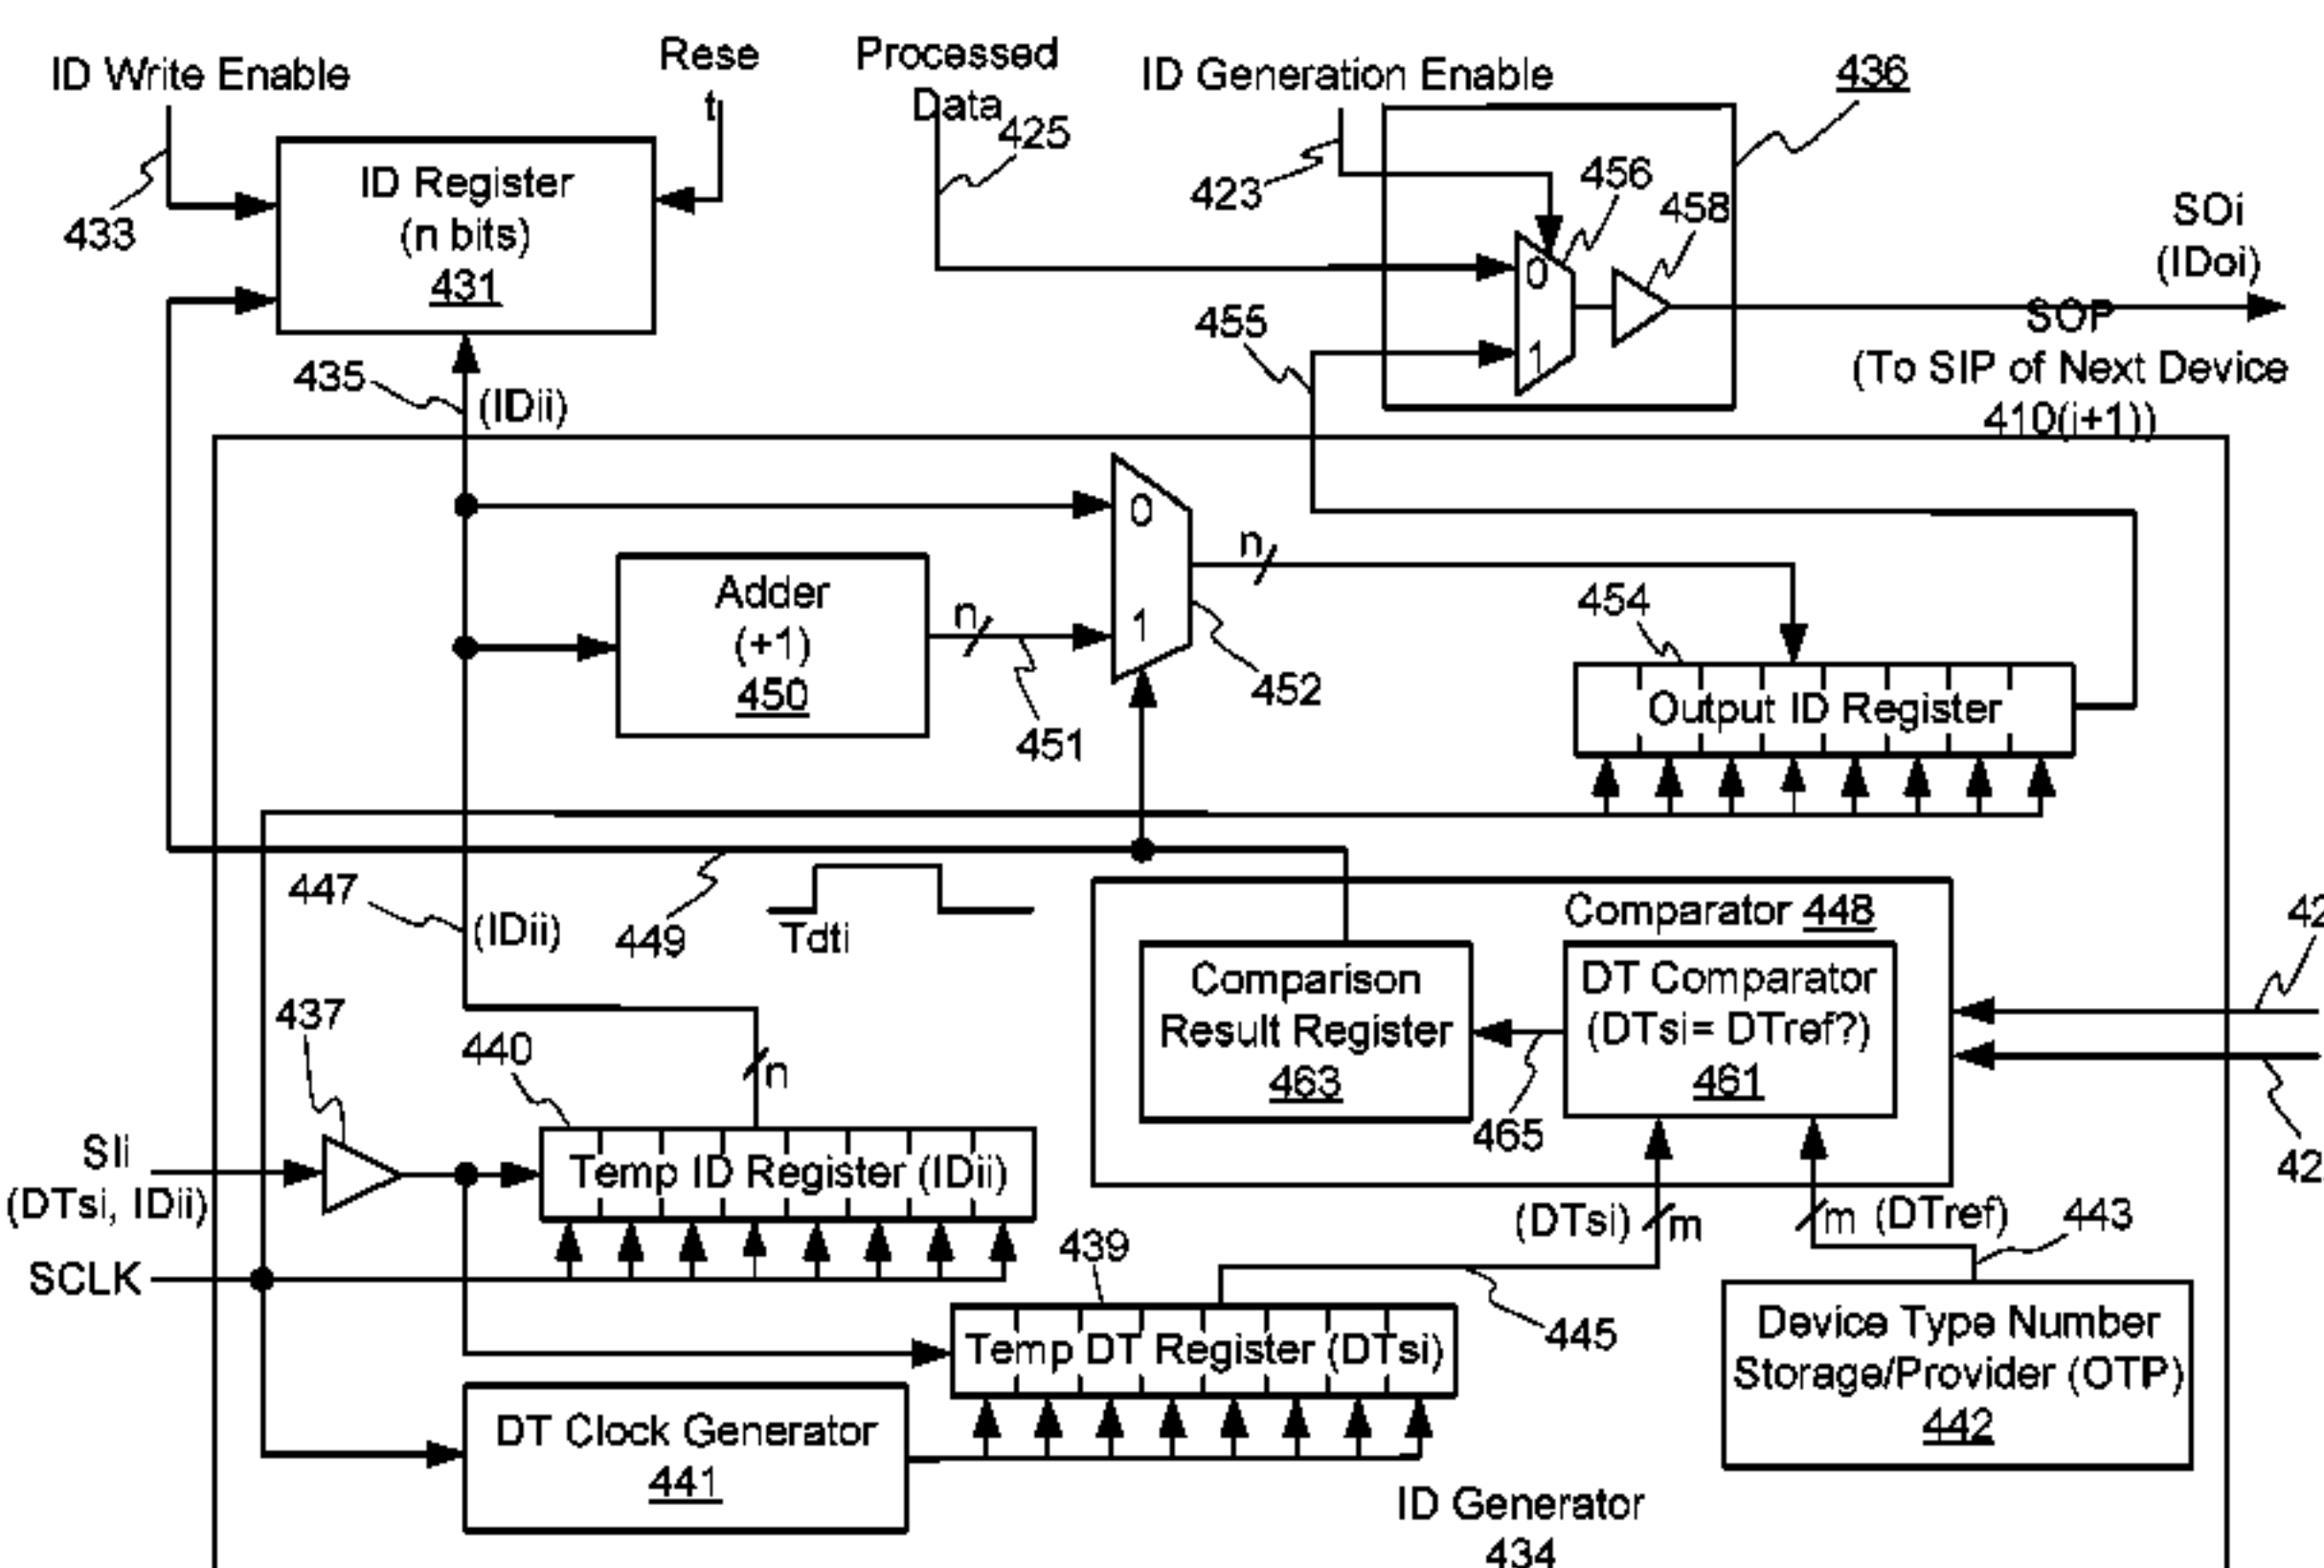 ID Write Enable
Rese
t
Processed
Data
ID Generation Enable
436
425
423
456
458
433
ID Register
(n bits)
431
0
1
SOi
(IDoi)
SOP
(To SIP of Next Device
410(i+1))
455
435
(IDii)
0
1
n
Adder
(+1)
450
n
451
452
454
Output ID Register
447
(IDii)
449
Tdti
Comparator 448
42
Comparison
Result Register
463
DT Comparator
(DTsi= DTref?)
461
465
42
437
440
n
SIi
(DTsi, IDii)
Temp ID Register (IDii)
SCLK
(DTsi)
m
m
(DTref)
443
439
Temp DT Register (DTsi)
445
Device Type Number
Storage/Provider (OTP)
442
DT Clock Generator
441
ID Generator
434